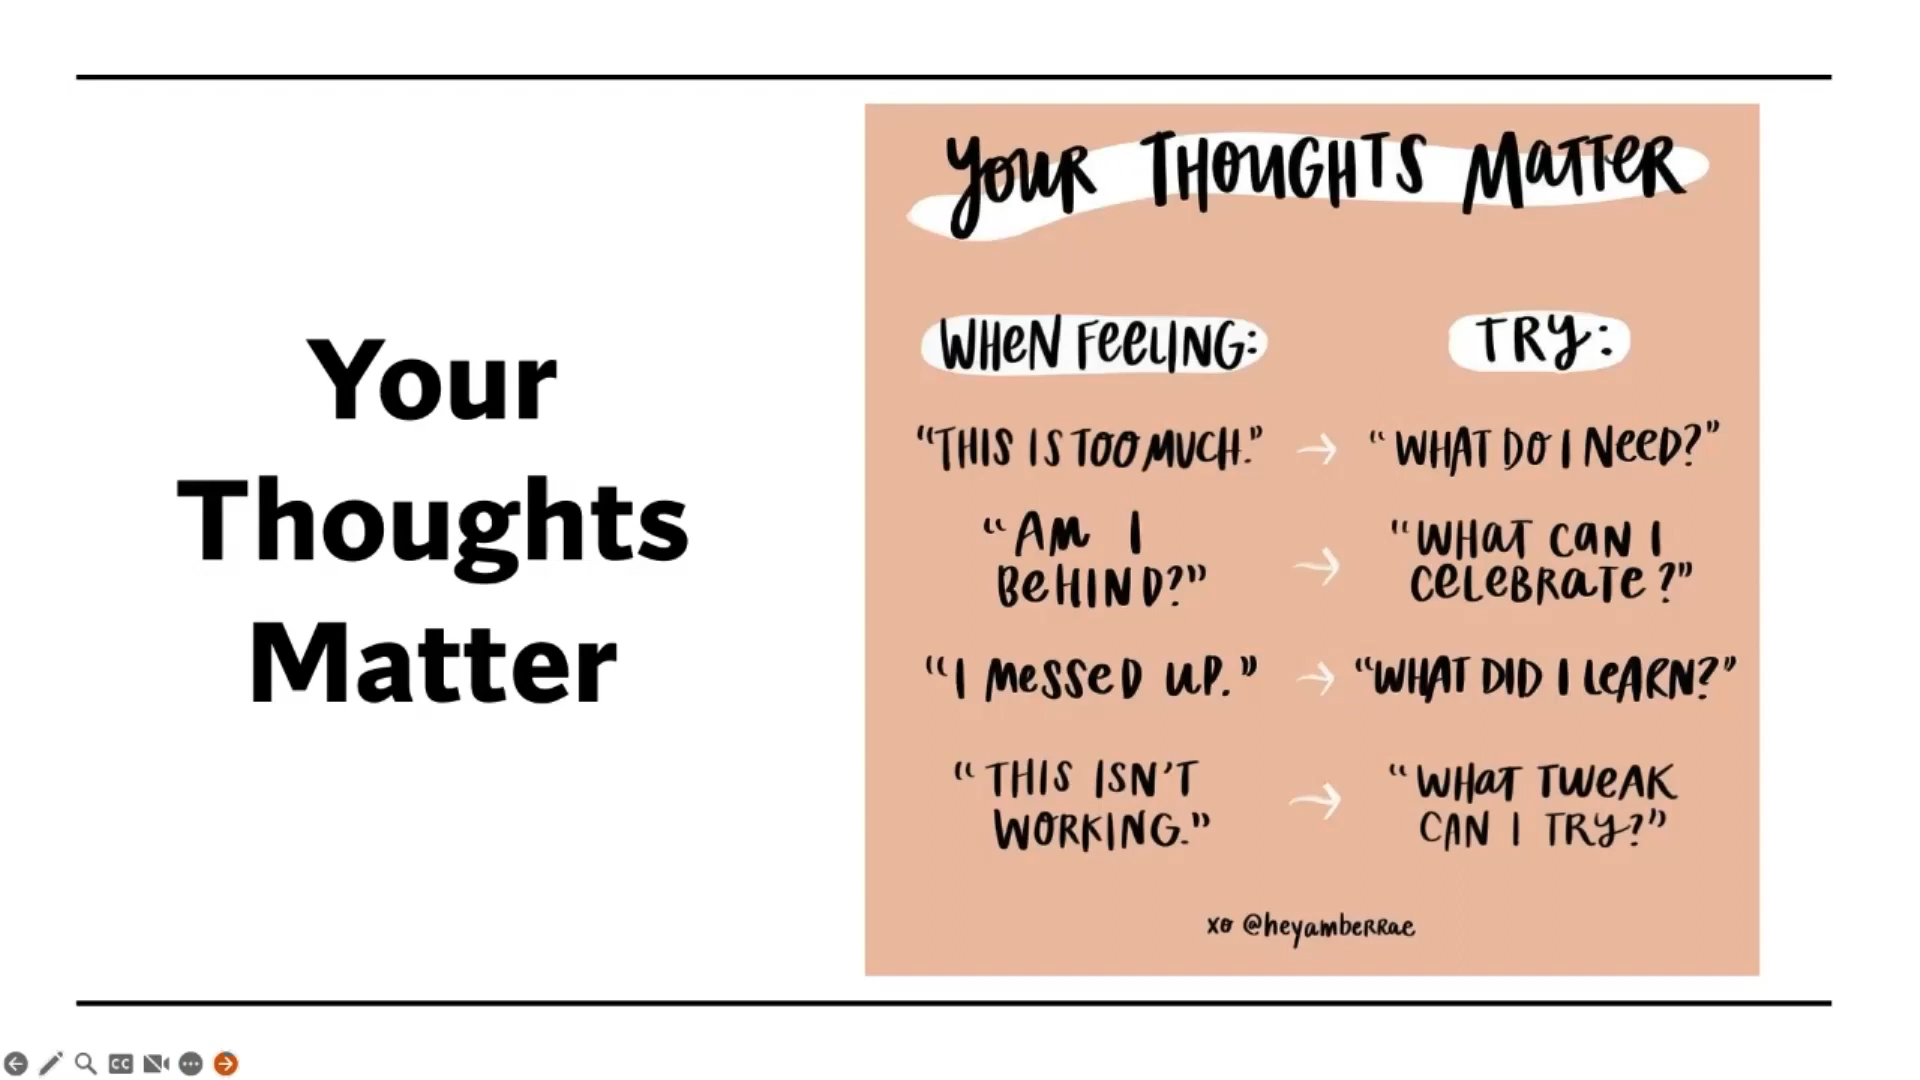 Your
Thoughts
Matter
YOUR THOUGHTS MATTER
WHEN FEELING:
TRY:
"THIS IS TOO MUCH."
→
"WHAT DO I NEED?"
"AM I
BEHIND?"
→
"WHAT CAN I
CELEBRATE?"
"I MESSED UP."
→
"WHAT DID I LEARN?"
"THIS ISN'T
WORKING."
→
"WHAT TWEAK
CAN I TRY?"
xo @heyamberrae
CC